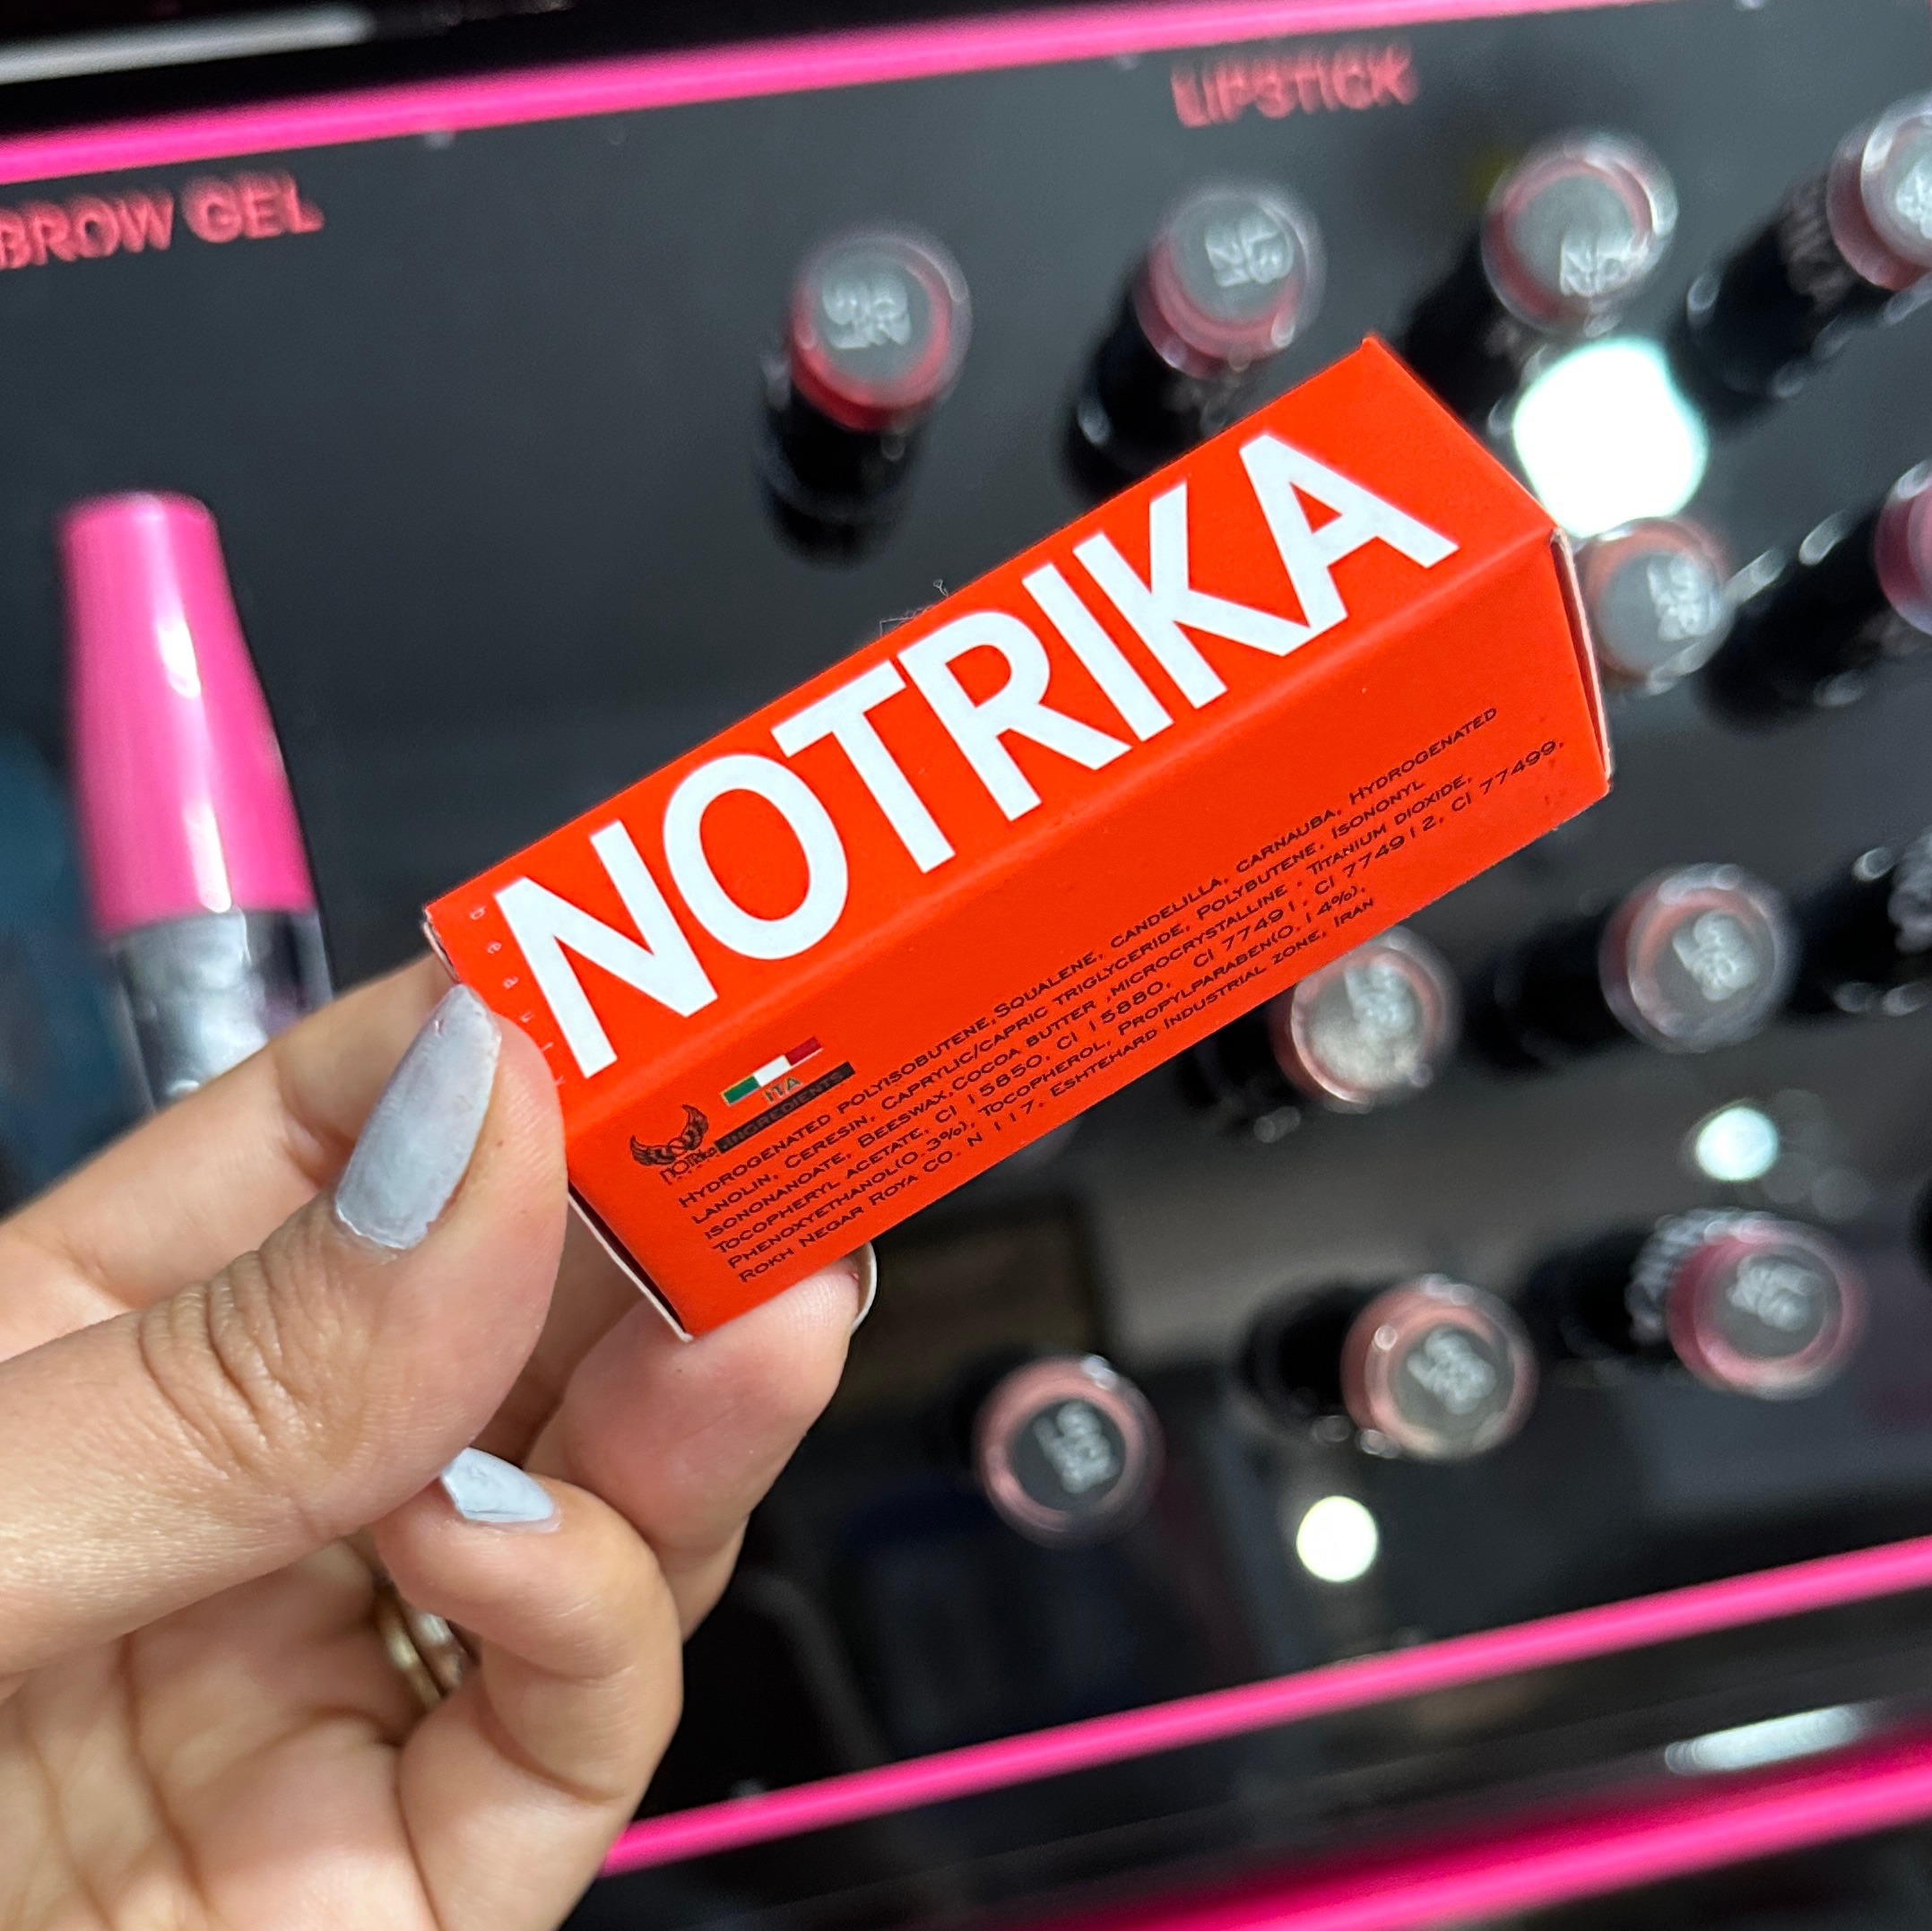 LIPSTICK
BROW GEL
NOTRIKA
beauty
ITA
INGREDIENTS
NOTRika
HYDROGENATED POLYISOBUTENE, SQUALENE, CANDELILLA, CARNAUBA, HYDROGENATED
LANOLIN, CERESIN, CAPRYLIC/CAPRIC TRIGLYCERIDE, POLYBUTENE, ISONONYL
ISONONANOATE, BEESWAX,COCOA BUTTER ,MICROCRYSTALLINE , TITANIUM DIOXIDE,
TOCOPHERYL ACETATE, CI 15850, CI 15880, CI 77491, CI 774912, CI 77499,
PHENOXYETHANOL(0.3%), TOCOPHEROL, PROPYLPARABEN(0.14%),
ROKH NEGAR ROYA CO. N 117, ESHTEHARD INDUSTRIAL ZONE, IRAN